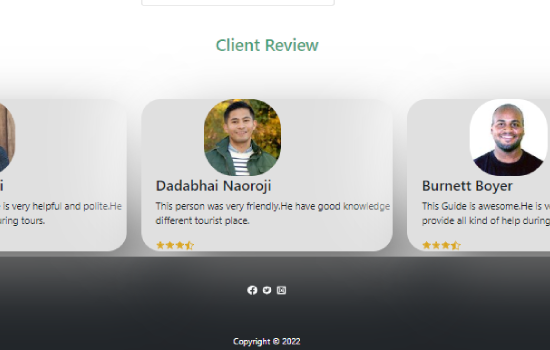 Client Review
i
is very helpful and polite.He
uring tours.
Dadabhai Naoroji
This person was very friendly.He have good knowledge
different tourist place.
Burnett Boyer
This Guide is awesome.He is v
provide all kind of help during
Copyright © 2022